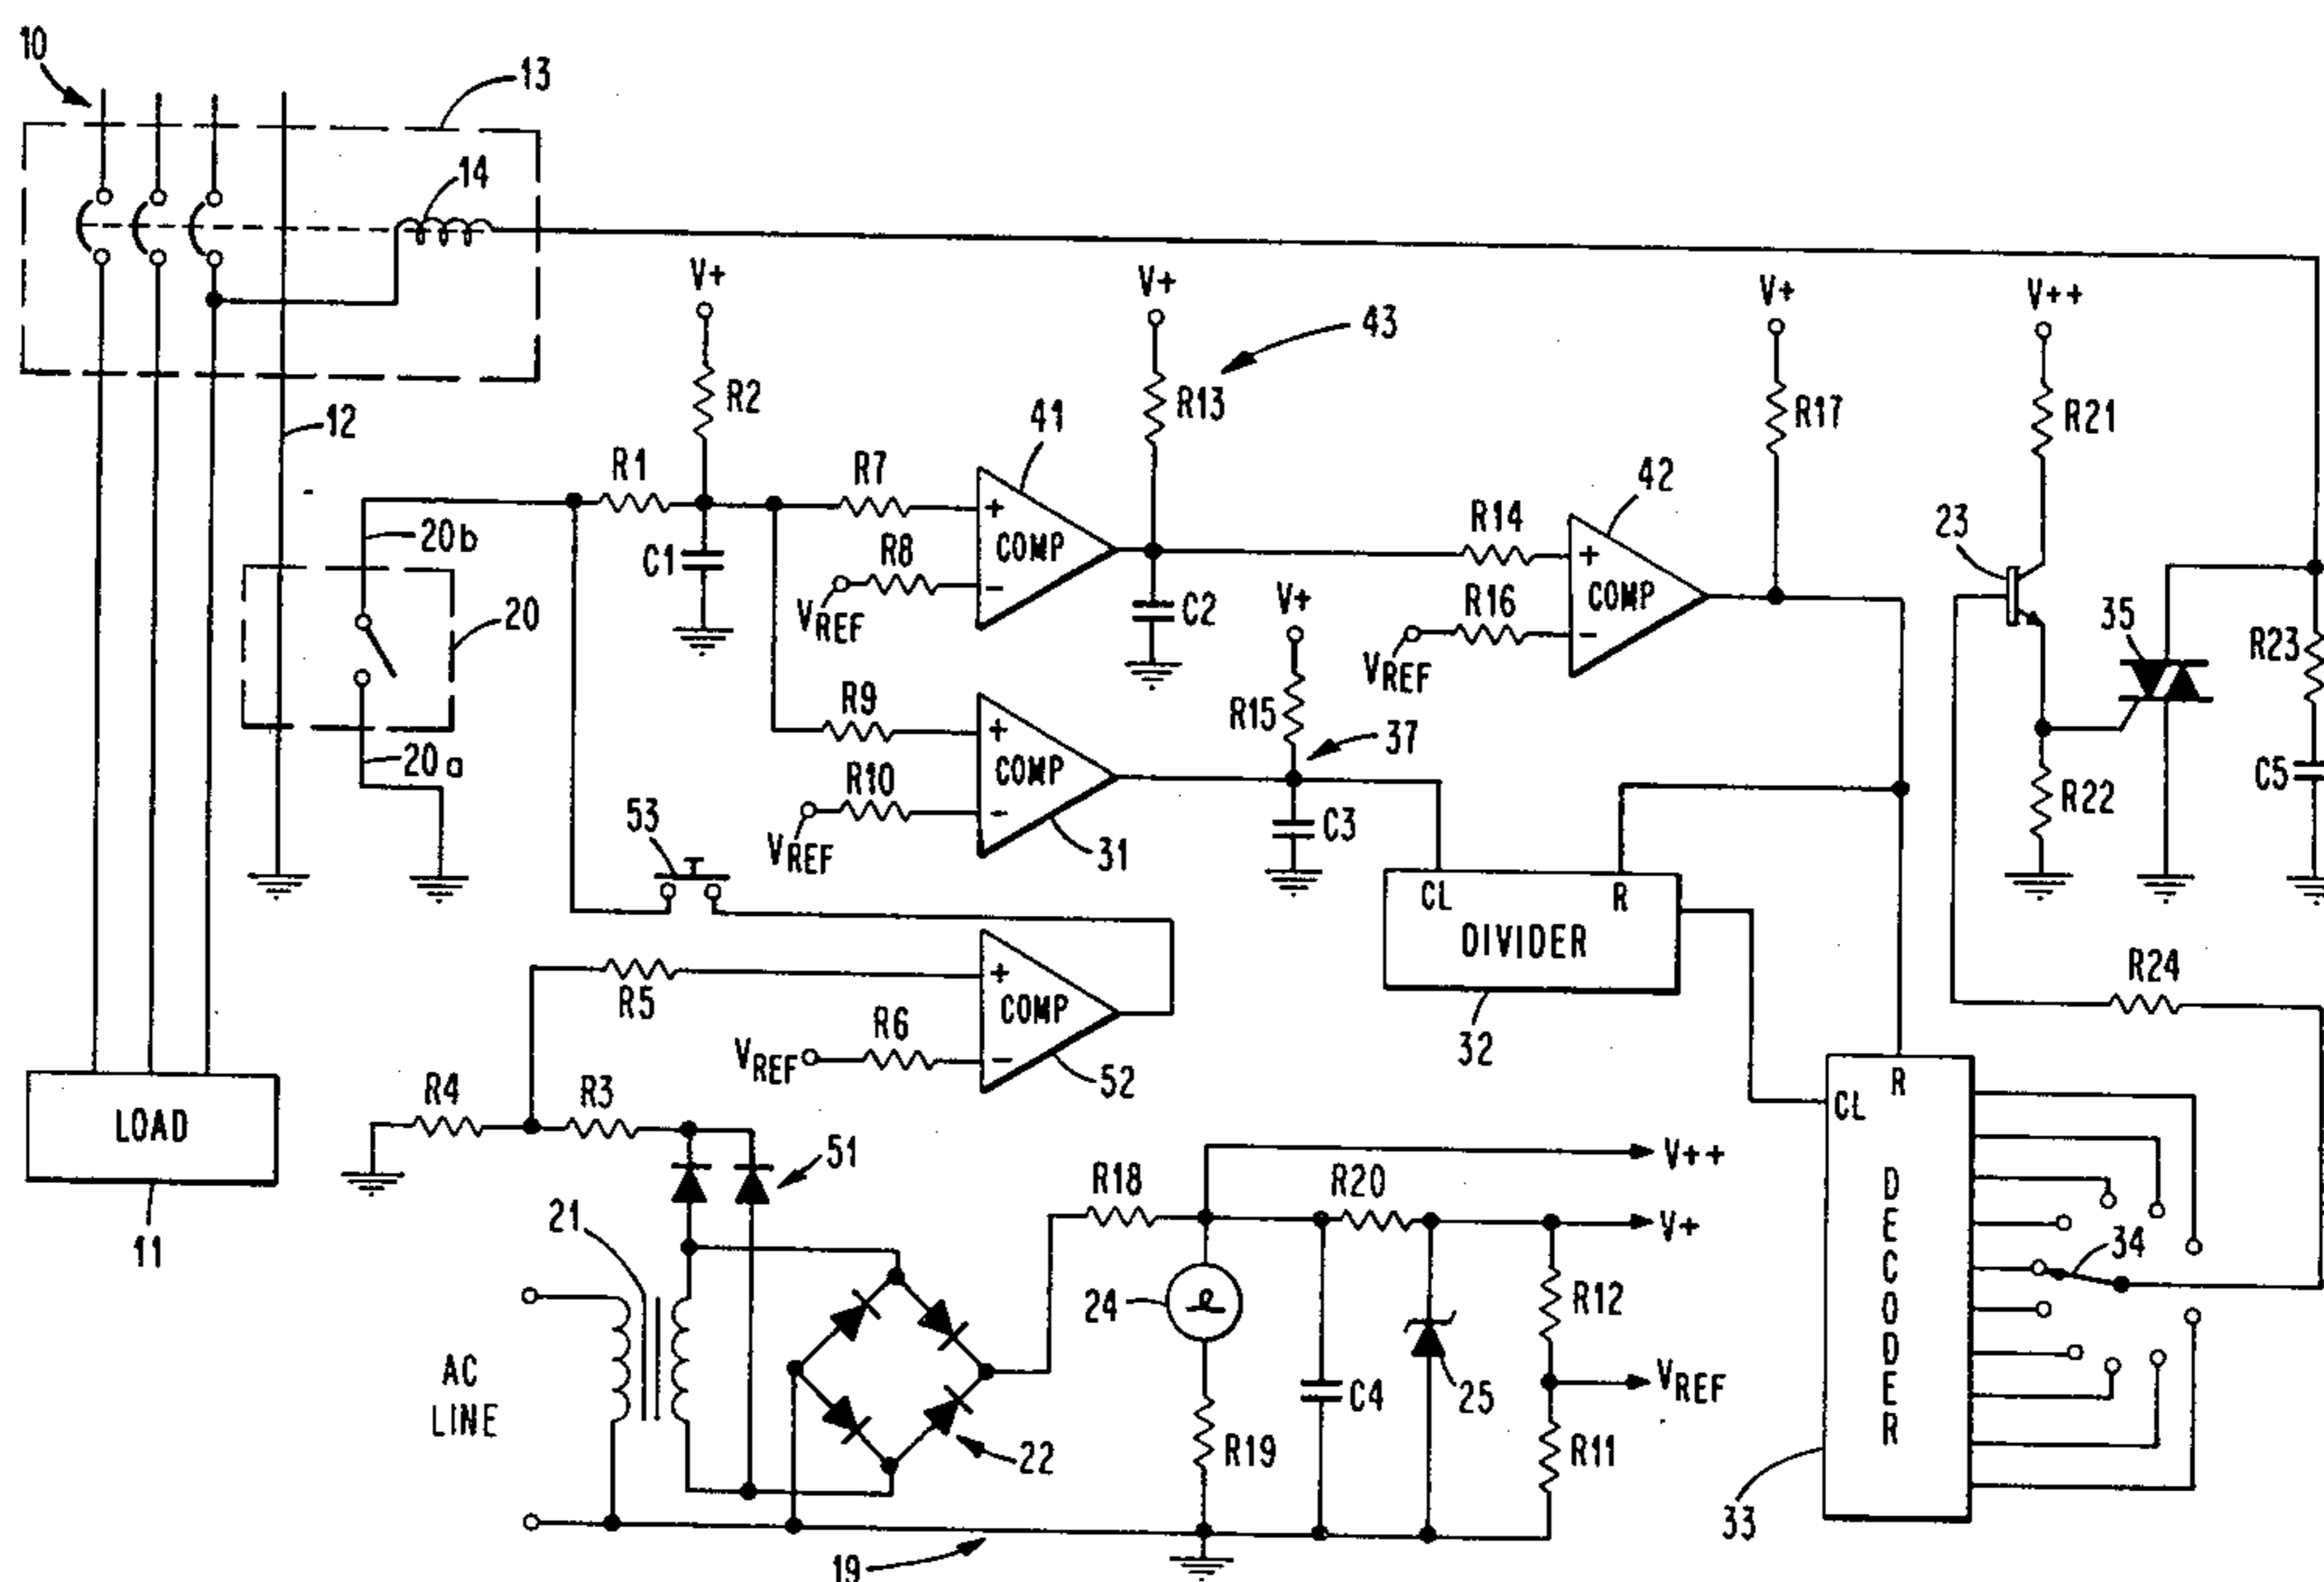 10
13
14
V+
V+
43
V+
V++
R2
R13
R17
R21
12
41
R1
R7
42
20b
C1
R8
COMP
+
-
VREF
R14
23
20
C2
V+
R16
+
COMP
-
VREF
35
R23
20a
R9
R10
+
COMP
-
VREF
31
R15
37
C3
R22
C5
53
CL
R
DIVIDER
32
R24
R5
+
COMP
-
R6
VREF
52
R4
R3
LOAD
11
51
R
CL
DECODER
34
33
21
R18
V++
R20
V+
24
R12
AC
LINE
C4
25
VREF
22
R19
R11
19